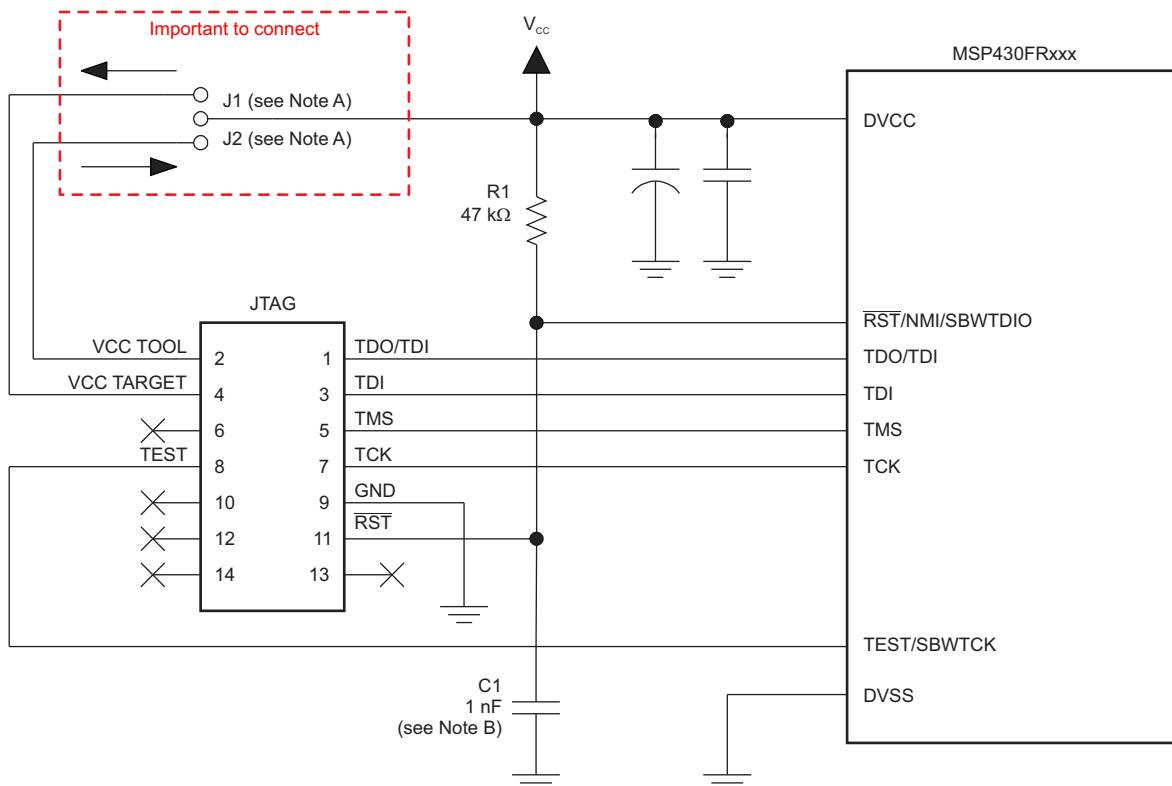 Important to connect
J1 (see Note A)
J2 (see Note A)
Vcc
MSP430FRxxx
DVCC
R1
47 kΩ
JTAG
RST/NMI/SBWTDIO
VCC TOOL
2
1
TDO/TDI
TDO/TDI
VCC TARGET
4
3
TDI
TDI
6
5
TMS
TMS
TEST
8
7
TCK
TCK
10
9
GND
12
11
RST
14
13
TEST/SBWTCK
C1
1 nF
(see Note B)
DVSS